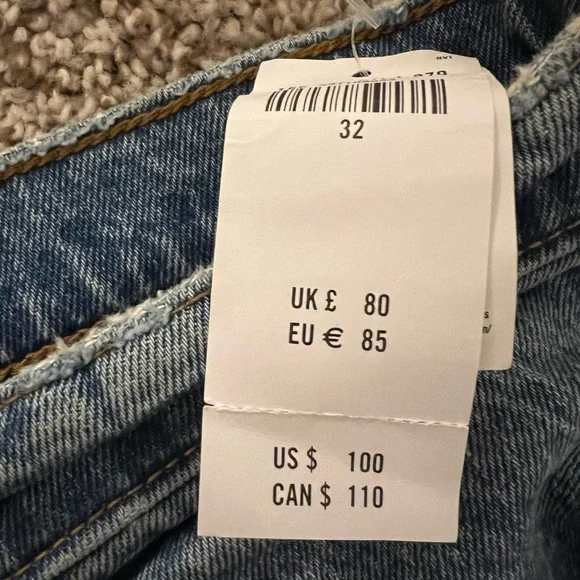 32
UK £ 80
EU € 85
US $ 100
CAN $ 110